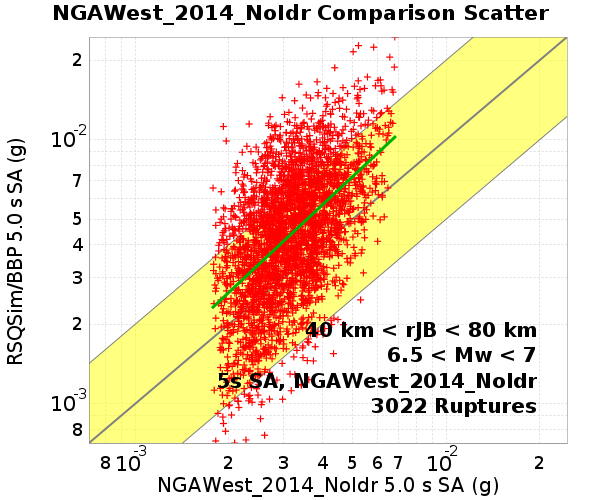 NGAWest_2014_NoIdr Comparison Scatter
RSQSim/BBP 5.0 s SA (g)
2
10-2
7
5
4
3
2
10-3
8
40 km < rJB < 80 km
6.5 < Mw < 7
5s SA, NGAWest_2014_NoIdr
3022 Ruptures
8 10-3 2 3 4 5 6 7 10-2 2
NGAWest_2014_NoIdr 5.0 s SA (g)